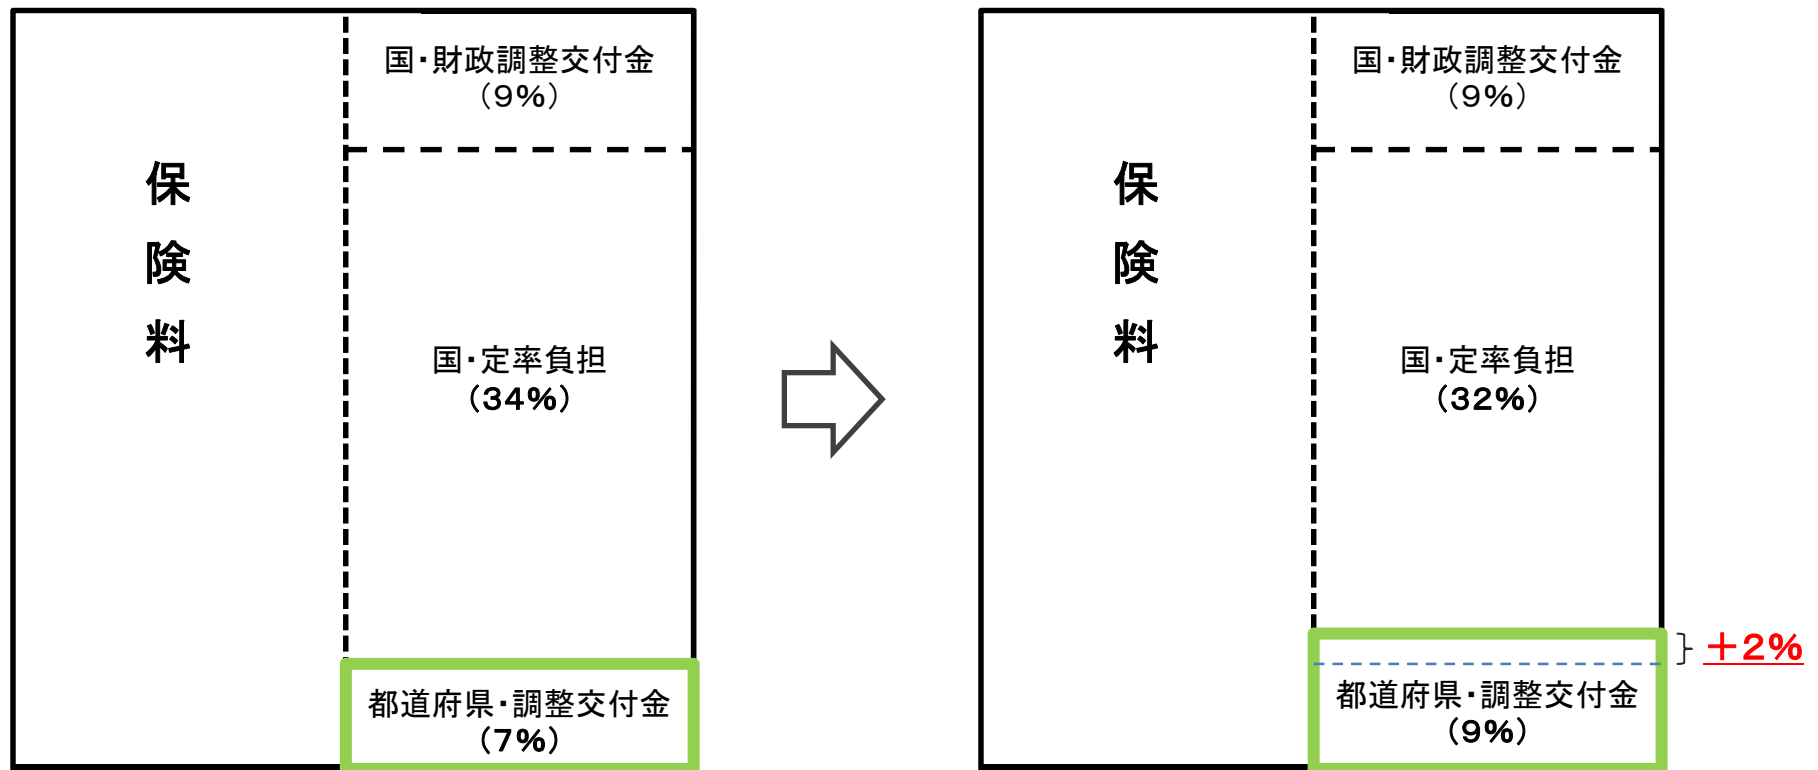 保険料
国・財政調整交付金
（９％）
国・定率負担
（34％）
都道府県・調整交付金
（7％）
保険料
国・財政調整交付金
（９％）
国・定率負担
（32％）
都道府県・調整交付金
（9％）
＋2％